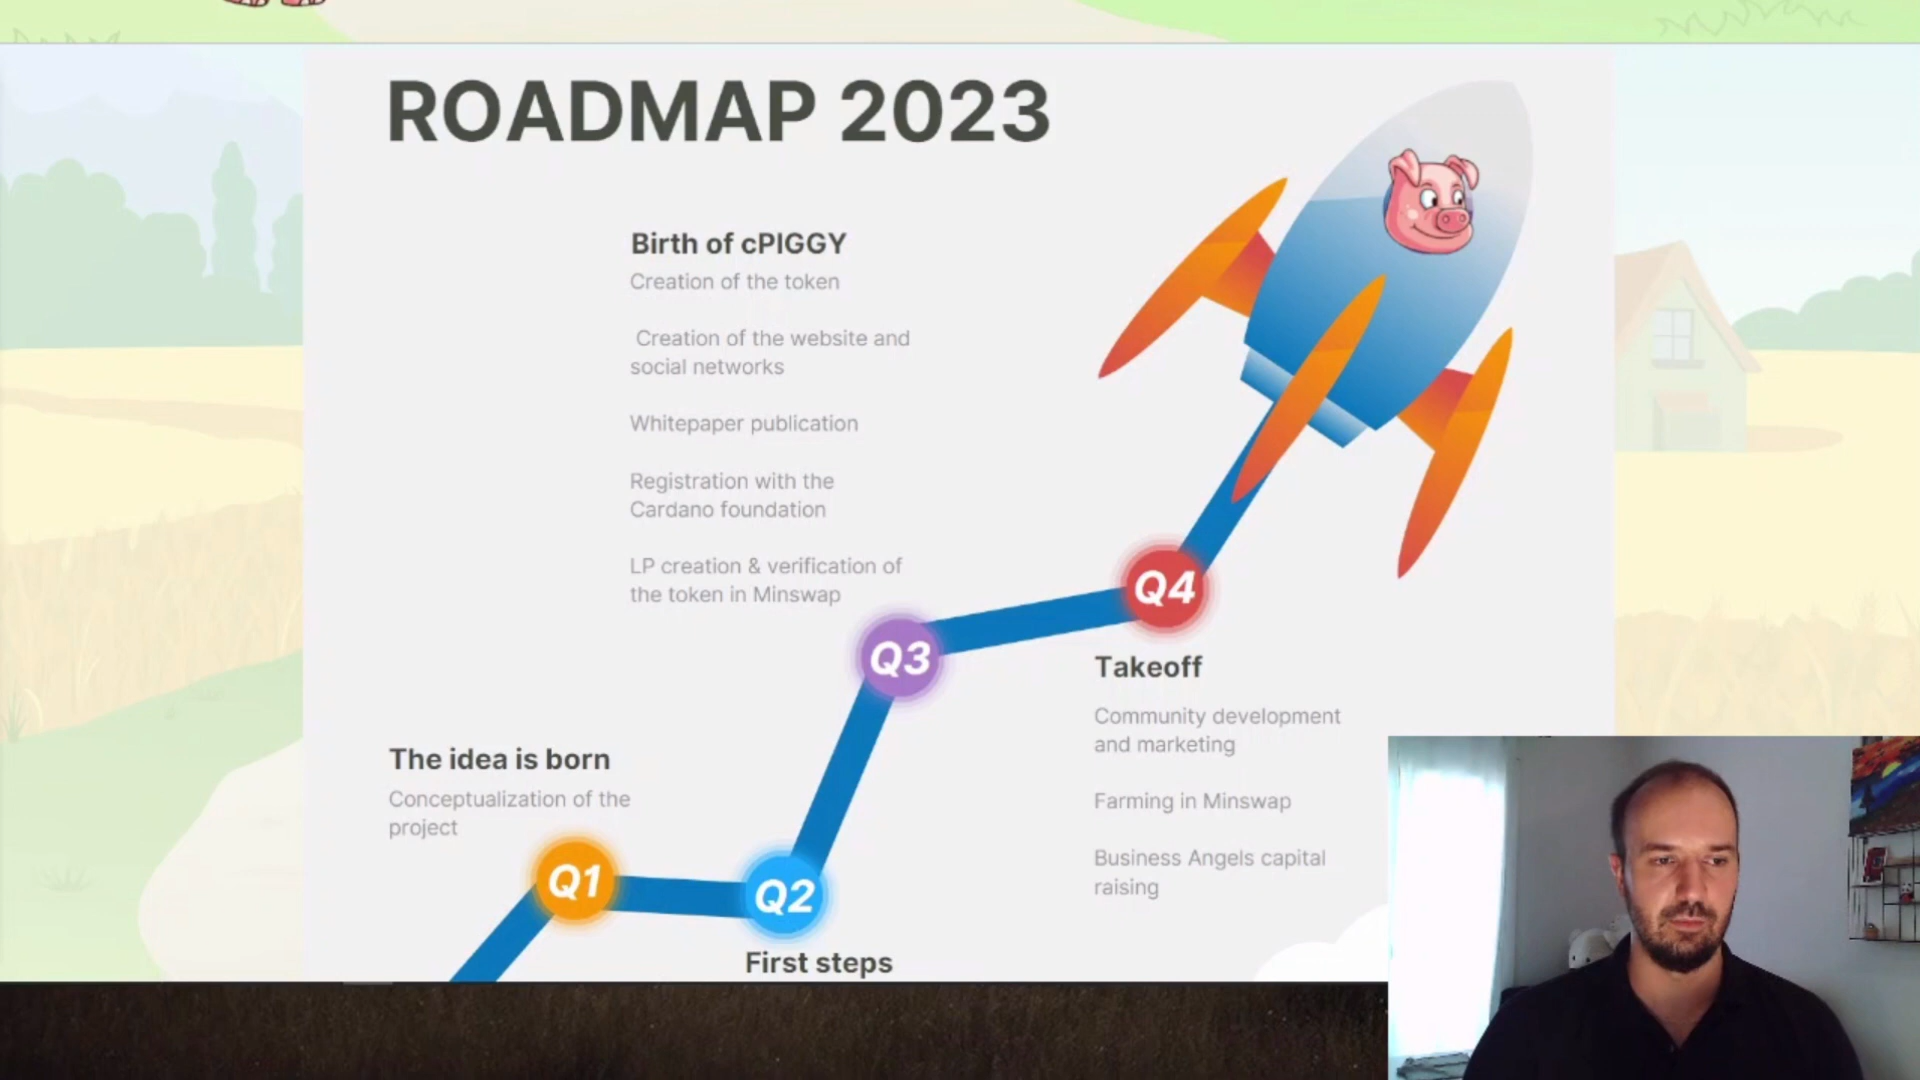 ROADMAP 2023
Birth of cPIGGY
Creation of the token
Creation of the website and
social networks
Whitepaper publication
Registration with the
Cardano foundation
LP creation & verification of
the token in Minswap
Q4
Q3
Takeoff
Community development
and marketing
Farming in Minswap
Business Angels capital
raising
The idea is born
Conceptualization of the
project
Q1
Q2
First steps